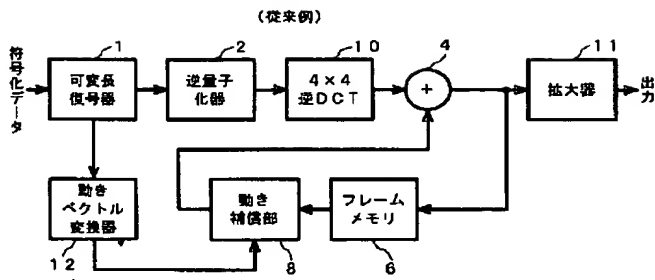 (従来例)
符号化データ
1
可変長
復号器
2
逆量子
化器
10
4×4
逆DCT
4
+
11
拡大器
出力
動き
ベクトル
変換器
12
動き
補償部
8
フレーム
メモリ
6